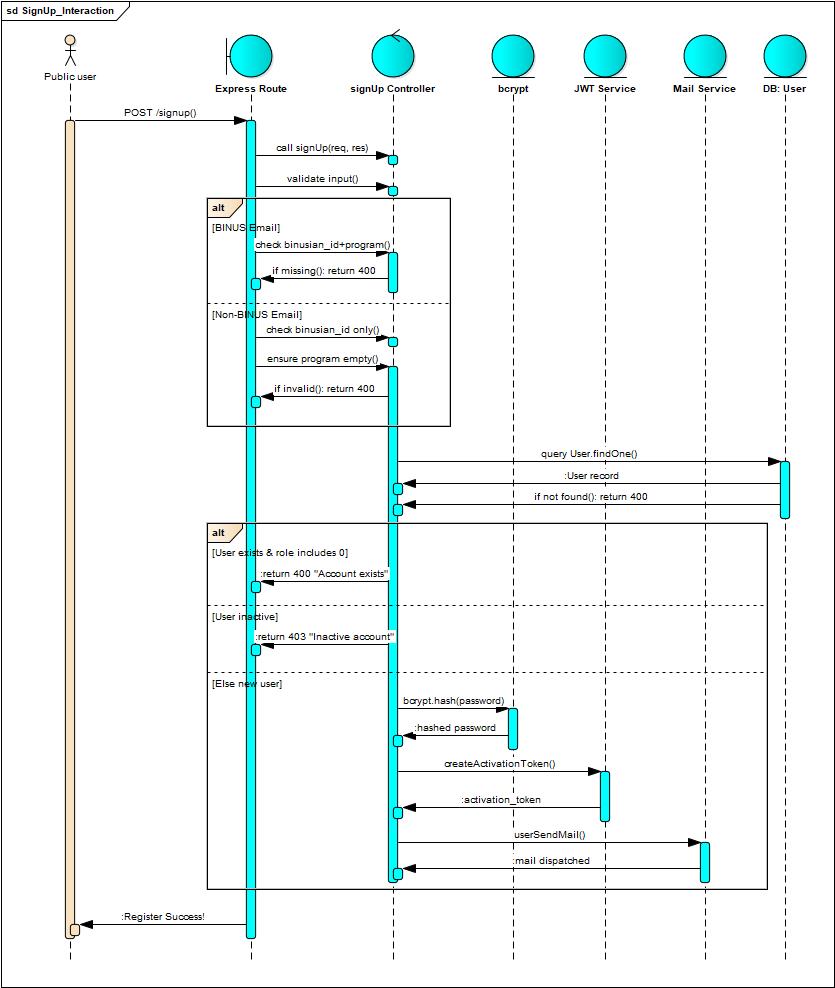 sd SignUp_Interaction
Public user
Express Route
signUp Controller
bcrypt
JWT Service
Mail Service
DB: User
POST /signup()
call signUp(req, res)
validate input()
alt
[BINUS Email]
check binusian_id+program()
if missing(): return 400
[Non-BINUS Email]
check binusian_id only()
ensure program empty()
if invalid(): return 400
query User.findOne()
:User record
if not found(): return 400
alt
[User exists & role includes 0]
:return 400 "Account exists"
[User inactive]
:return 403 "Inactive account"
[Else new user]
bcrypt.hash(password)
:hashed password
createActivationToken()
:activation_token
userSendMail()
:mail dispatched
:Register Success!